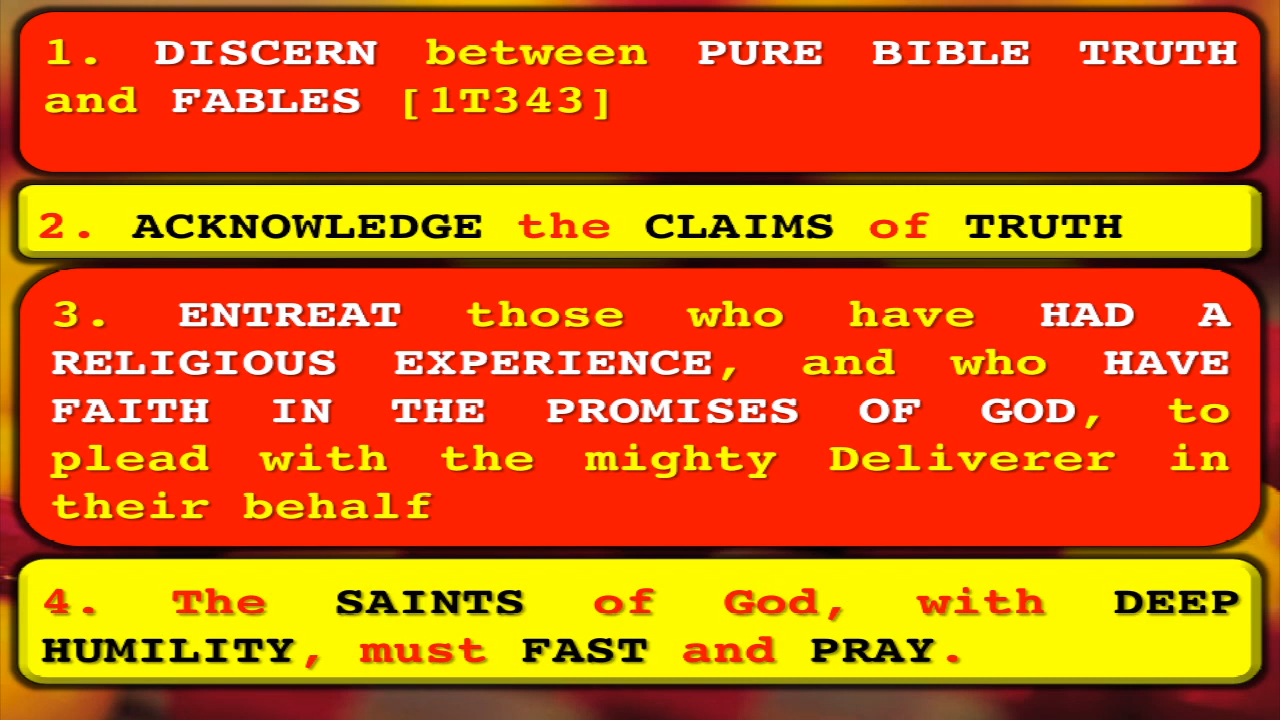 1. DISCERN between PURE BIBLE TRUTH
and FABLES [1T343]
2. ACKNOWLEDGE the CLAIMS of TRUTH
3. ENTREAT those who have HAD A
RELIGIOUS EXPERIENCE, and who HAVE
FAITH IN THE PROMISES OF GOD, to
plead with the mighty Deliverer in
their behalf
4. The SAINTS of God, with DEEP
HUMILITY, must FAST and PRAY.